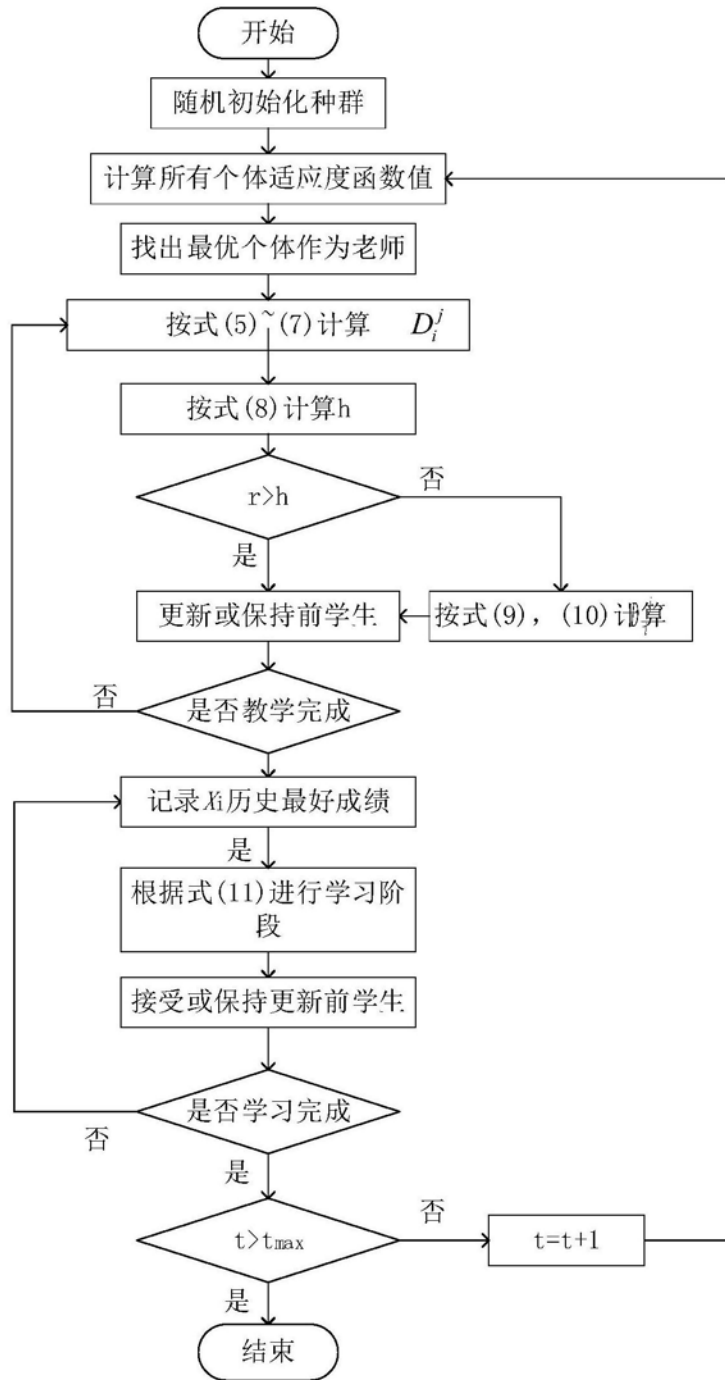 开始
随机初始化种群
计算所有个体适应度函数值
找出最优个体作为老师
按式(5)~(7)计算 D_i^j
按式(8)计算h
r>h
否
是
更新或保持前学生
按式(9),(10)计算
否
是否教学完成
记录Xi历史最好成绩
是
根据式(11)进行学习阶
段
接受或保持更新前学生
是否学习完成
否
是
t>tmax
否
t=t+1
是
结束